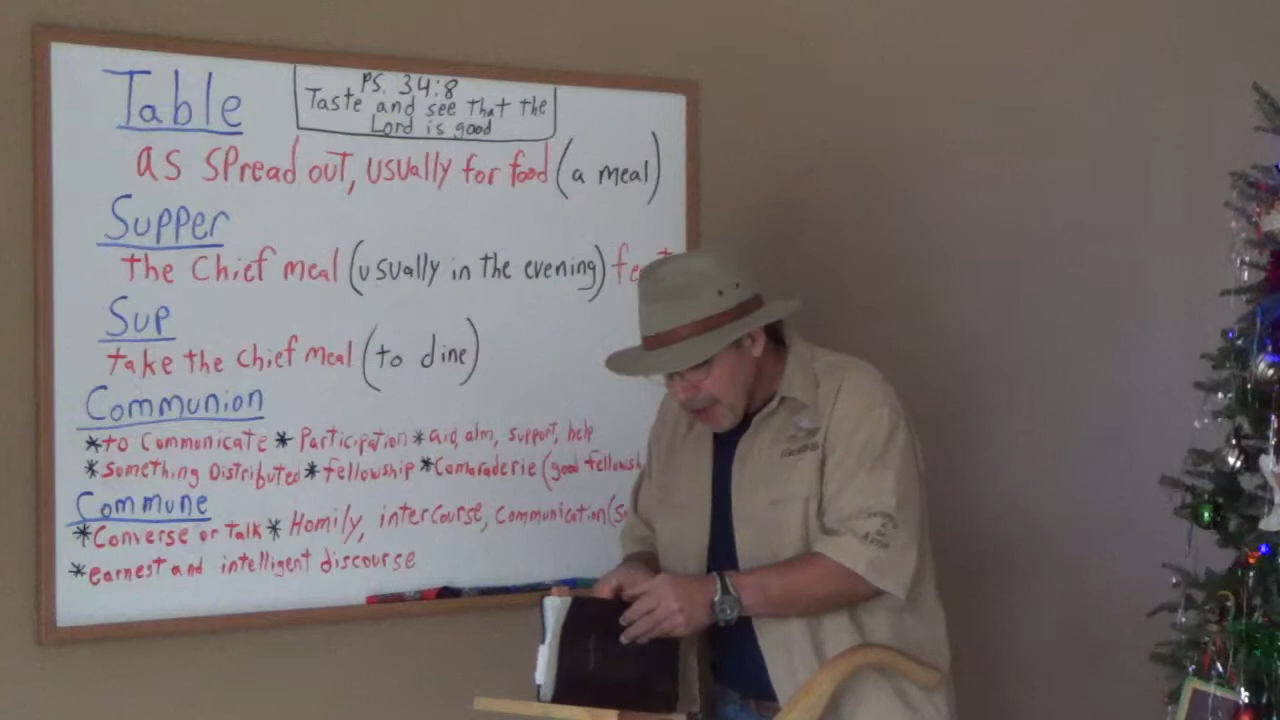 Table
PS. 34:8
Taste and see that the
Lord is good
as spread out, usually for food (a meal)
Supper
the Chief meal (usually in the evening)
Sup
take the chief meal (to dine)
Communion
*to Communicate * Participation * aid, alm, support, help
*something Distributed * fellowship * Comaraderie (good
Commune
*Converse or talk * Homily, intercourse, communication
*earnest and intelligent discourse